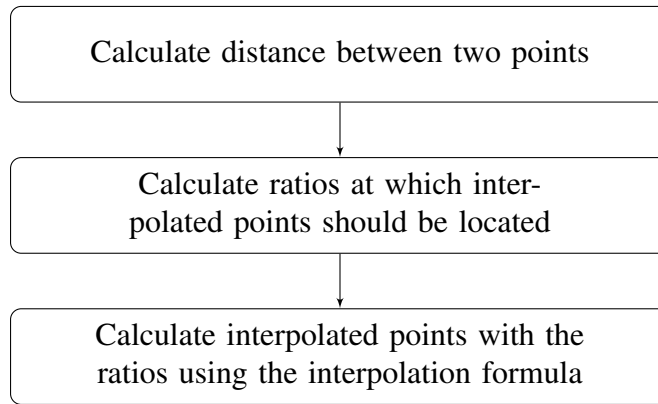 Calculate distance between two points
Calculate ratios at which inter-
polated points should be located
Calculate interpolated points with the
ratios using the interpolation formula